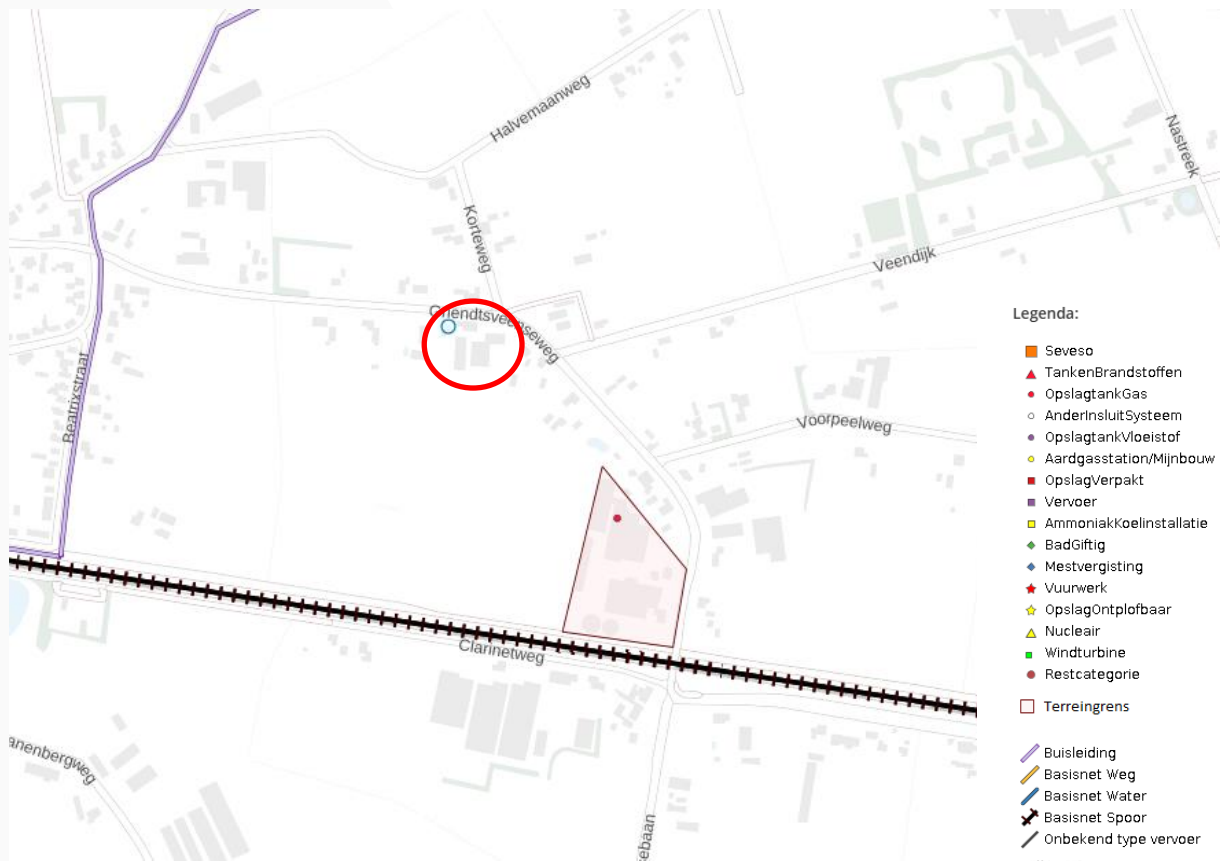 Halvemaanweg
Nastreek
Korteweg
Veendijk
Griendtsveenseweg
Beatrixstraat
Voorpeelweg
Clarinetweg
anenbergweg
ebaan
Legenda:
Seveso
TankenBrandstoffen
OpslagtankGas
AnderInsluitSysteem
OpslagtankVloeistof
Aardgasstation/Mijnbouw
OpslagVerpakt
Vervoer
AmmoniakKoelinstallatie
BadGiftig
Mestvergisting
Vuurwerk
OpslagOntplofbaar
Nucleair
Windturbine
Restcategorie
Terreingrens
Buisleiding
Basisnet Weg
Basisnet Water
Basisnet Spoor
Onbekend type vervoer